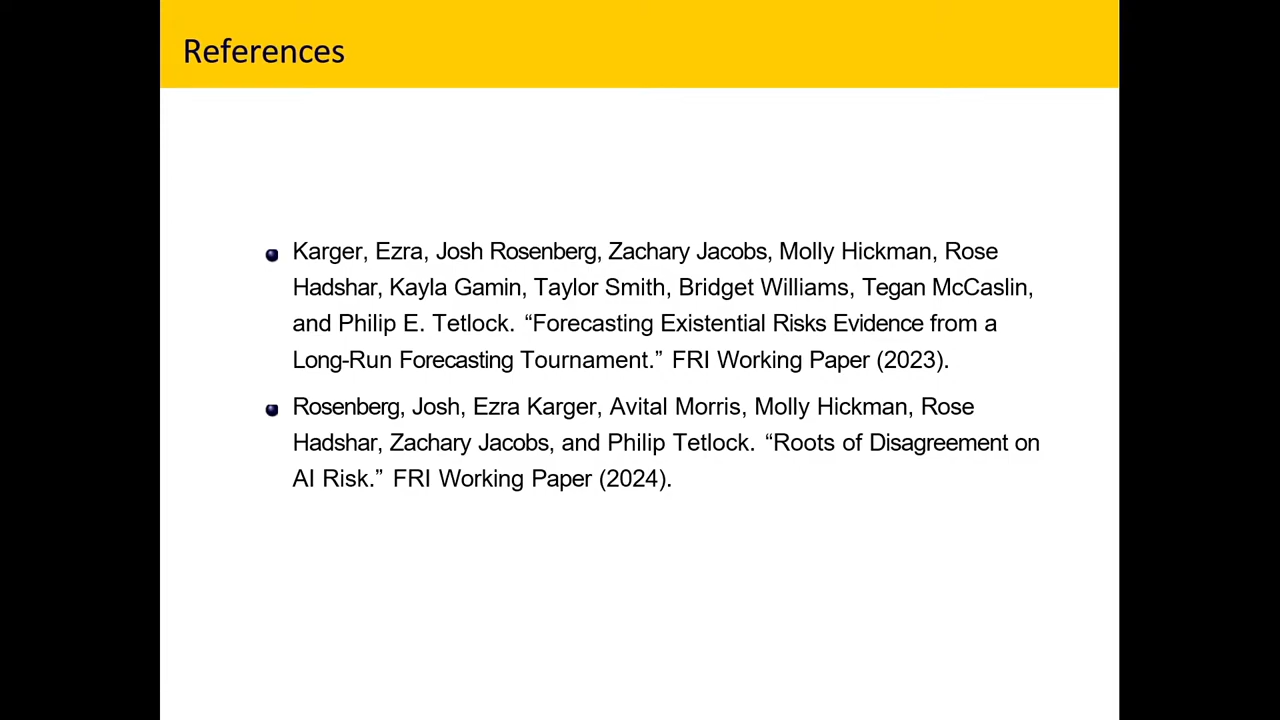 References
Karger, Ezra, Josh Rosenberg, Zachary Jacobs, Molly Hickman, Rose
Hadshar, Kayla Gamin, Taylor Smith, Bridget Williams, Tegan McCaslin,
and Philip E. Tetlock. “Forecasting Existential Risks Evidence from a
Long-Run Forecasting Tournament.” FRI Working Paper (2023).
Rosenberg, Josh, Ezra Karger, Avital Morris, Molly Hickman, Rose
Hadshar, Zachary Jacobs, and Philip Tetlock. “Roots of Disagreement on
AI Risk.” FRI Working Paper (2024).